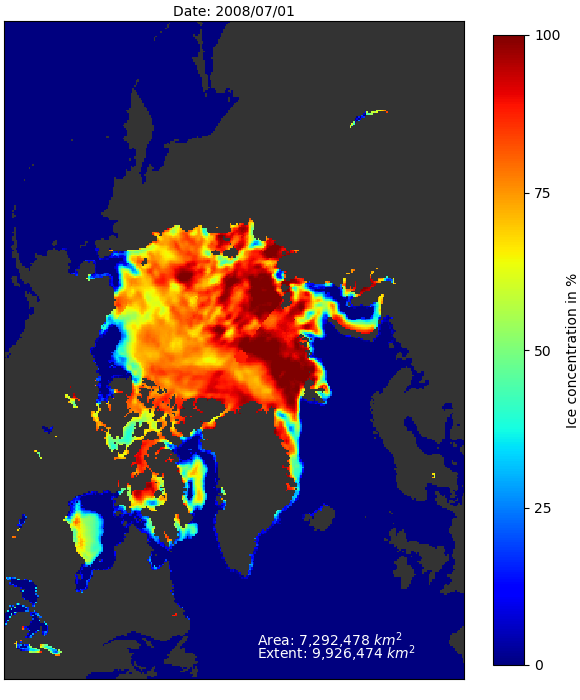 Date: 2008/07/01
100
75
50
25
0
Ice concentration in %
Area: 7,292,478 km²
Extent: 9,926,474 km²